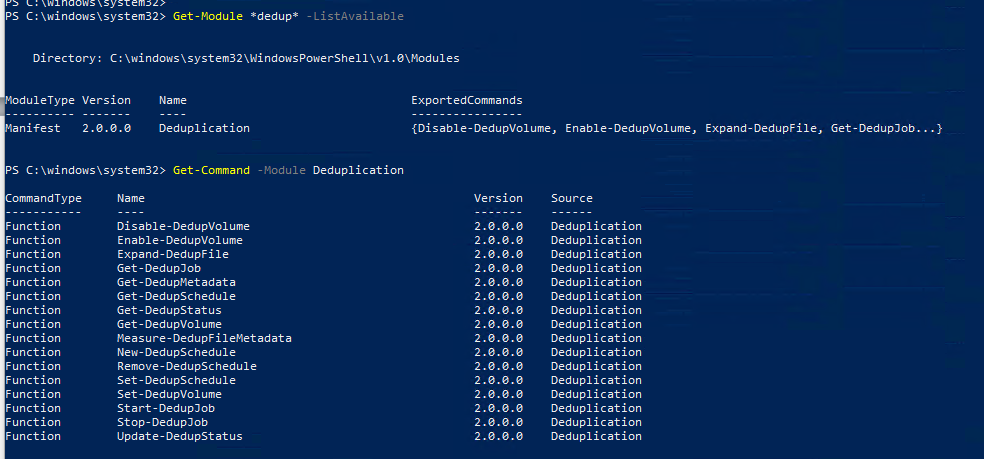 PS C:\windows\system32>
PS C:\windows\system32> Get-Module *dedup* -ListAvailable
Directory: C:\windows\system32\WindowsPowerShell\v1.0\Modules
ModuleType Version    Name                                ExportedCommands
---------- -------    ----                                ----------------
Manifest   2.0.0.0    Deduplication                       {Disable-DedupVolume, Enable-DedupVolume, Expand-DedupFile, Get-DedupJob...}
PS C:\windows\system32> Get-Command -Module Deduplication
CommandType     Name                                               Version    Source
-----------     ----                                               -------    ------
Function        Disable-DedupVolume                                2.0.0.0    Deduplication
Function        Enable-DedupVolume                                 2.0.0.0    Deduplication
Function        Expand-DedupFile                                   2.0.0.0    Deduplication
Function        Get-DedupJob                                       2.0.0.0    Deduplication
Function        Get-DedupMetadata                                  2.0.0.0    Deduplication
Function        Get-DedupSchedule                                  2.0.0.0    Deduplication
Function        Get-DedupStatus                                    2.0.0.0    Deduplication
Function        Get-DedupVolume                                    2.0.0.0    Deduplication
Function        Measure-DedupFileMetadata                          2.0.0.0    Deduplication
Function        New-DedupSchedule                                  2.0.0.0    Deduplication
Function        Remove-DedupSchedule                               2.0.0.0    Deduplication
Function        Set-DedupSchedule                                  2.0.0.0    Deduplication
Function        Set-DedupVolume                                    2.0.0.0    Deduplication
Function        Start-DedupJob                                     2.0.0.0    Deduplication
Function        Stop-DedupJob                                      2.0.0.0    Deduplication
Function        Update-DedupStatus                                 2.0.0.0    Deduplication